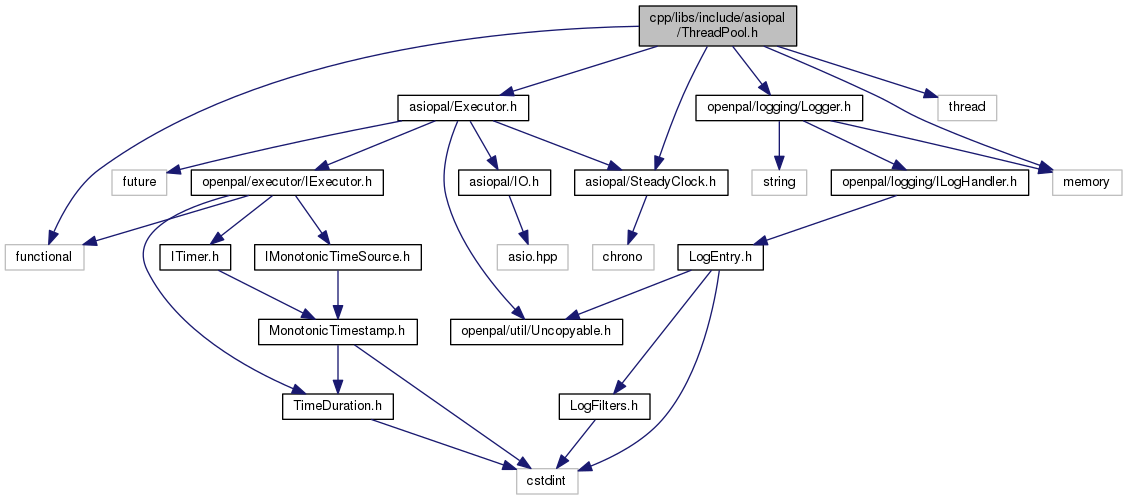 cpp/libs/include/asiopal
/ThreadPool.h
asiopal/Executor.h
openpal/logging/Logger.h
thread
future
openpal/executor/IExecutor.h
asiopal/IO.h
asiopal/SteadyClock.h
string
openpal/logging/ILogHandler.h
memory
functional
ITimer.h
IMonotonicTimeSource.h
asio.hpp
chrono
LogEntry.h
MonotonicTimestamp.h
openpal/util/Uncopyable.h
TimeDuration.h
LogFilters.h
cstdint